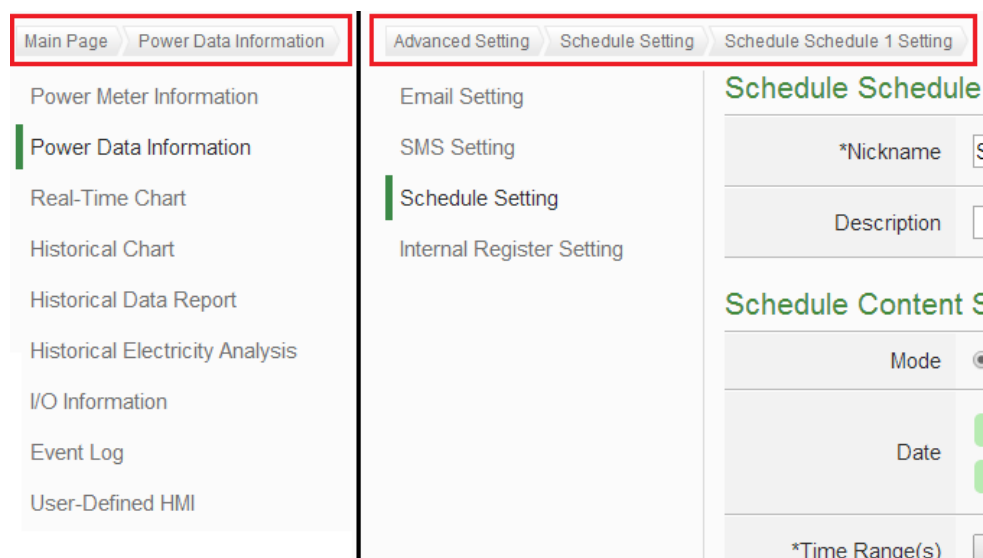 Main Page Power Data Information
Power Meter Information
Power Data Information
Real-Time Chart
Historical Chart
Historical Data Report
Historical Electricity Analysis
I/O Information
Event Log
User-Defined HMI
Advanced Setting Schedule Setting Schedule Schedule 1 Setting
Email Setting
SMS Setting
Schedule Setting
Internal Register Setting
Schedule Schedule
*Nickname S
Description
Schedule Content S
Mode
Date
*Time Range(s)